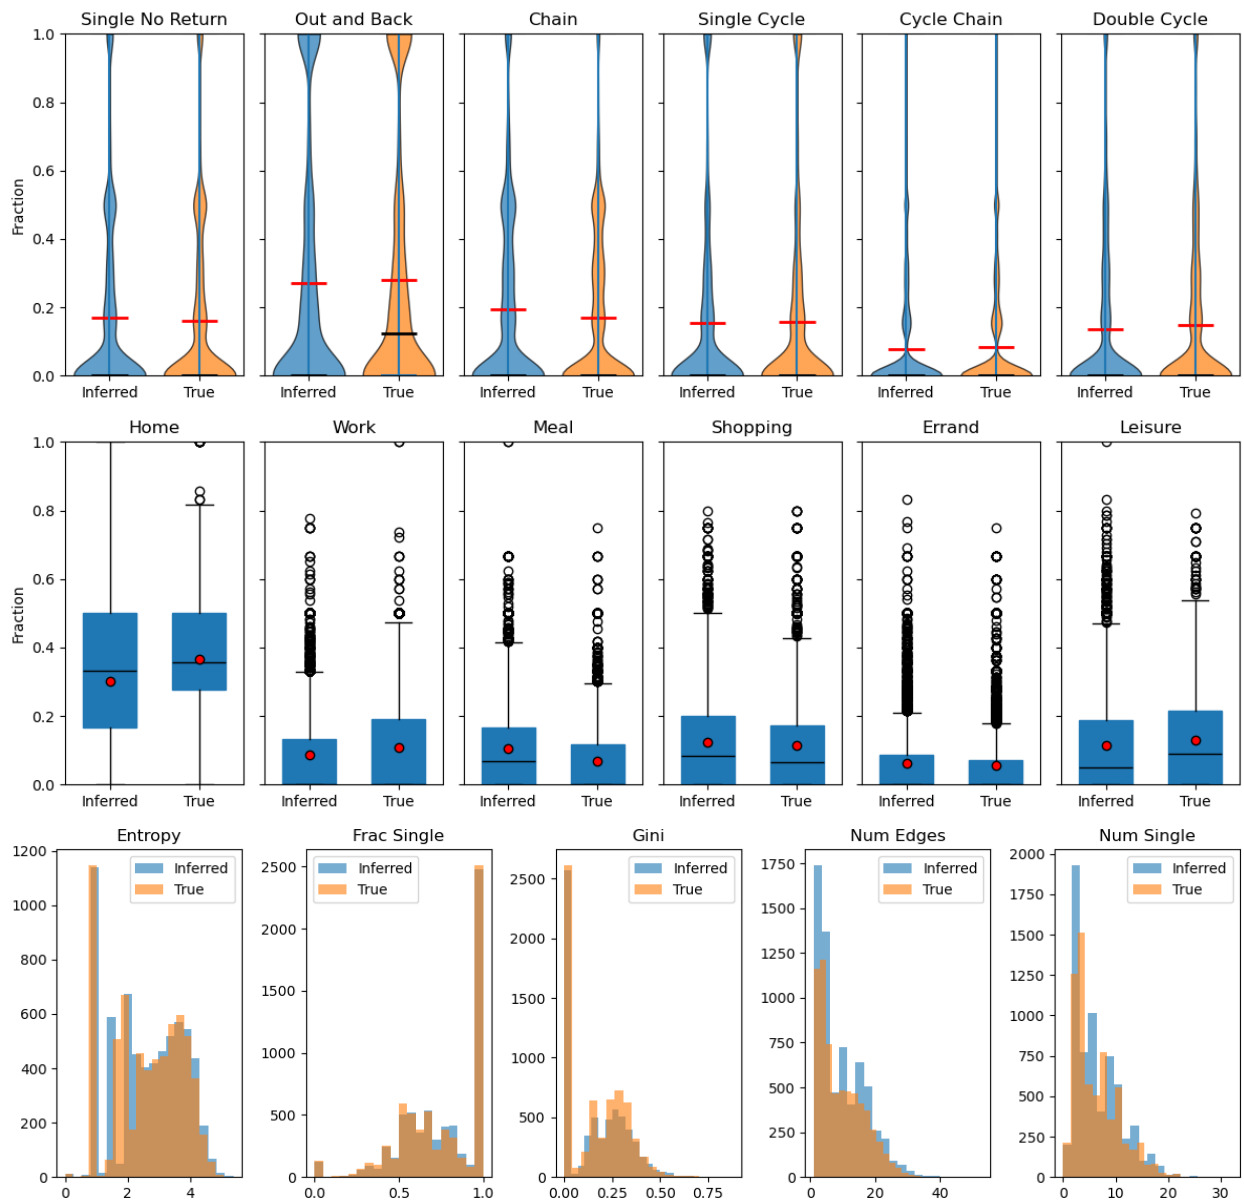 Single No Return Out and Back Chain Single Cycle Cycle Chain Double Cycle
1.0
0.8
0.6
0.4
0.2
0.0
Fraction
Inferred True Inferred True Inferred True Inferred True Inferred True Inferred True
Home Work Meal Shopping Errand Leisure
1.0
0.8
0.6
0.4
0.2
0.0
Fraction
Inferred True Inferred True Inferred True Inferred True Inferred True Inferred True
Entropy Frac Single Gini Num Edges Num Single
1200
1000
800
600
400
200
0
Inferred
True
0 2 4
2500
2000
1500
1000
500
0
Inferred
True
0.0 0.5 1.0
2500
2000
1500
1000
500
0
Inferred
True
0.00 0.25 0.50 0.75
1750
1500
1250
1000
750
500
250
0
Inferred
True
0 20 40
2000
1750
1500
1250
1000
750
500
250
0
Inferred
True
0 10 20 30